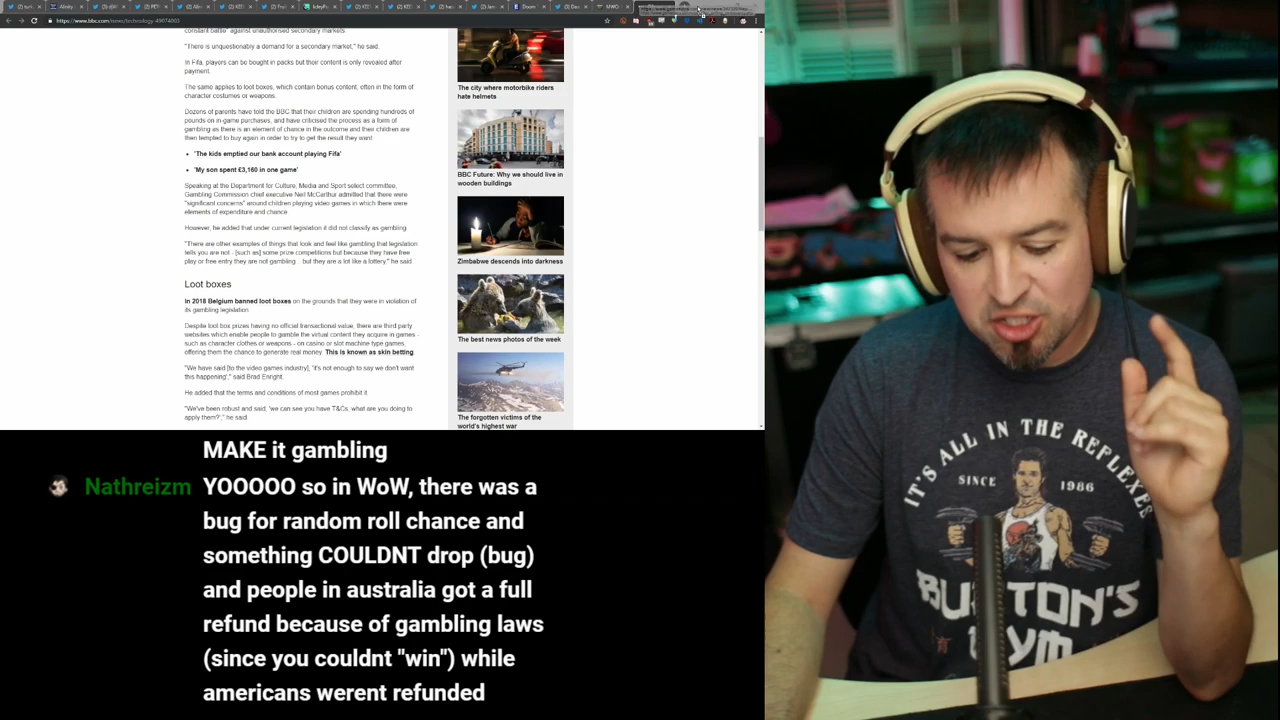 https://www.bbc.com/news/technology-49074003
constant battle" against unauthorised secondary markets.
"There is unquestionably a demand for a secondary market," he said.
In Fifa, players can be bought in packs but their content is only revealed after
payment.
The same applies to loot boxes, which contain bonus content, often in the form of
character costumes or weapons.
Dozens of parents have told the BBC that their children are spending hundreds of
pounds on in-game purchases, and have criticised the process as a form of
gambling as there is an element of chance in the outcome and their children are
then tempted to buy again in order to try to get the result they want.
'The kids emptied our bank account playing Fifa'
'My son spent £3,160 in one game'
Speaking at the Department for Culture, Media and Sport select committee,
Gambling Commission chief executive Neil McCarthur admitted that there were
"significant concerns" around children playing video games in which there were
elements of expenditure and chance.
However, he added that under current legislation it did not classify as gambling.
"There are other examples of things that look and feel like gambling that legislation
tells you are not - [such as] some prize competitions but because they have free
play or free entry they are not gambling... but they are a lot like a lottery," he said.
Loot boxes
In 2018 Belgium banned loot boxes on the grounds that they were in violation of
its gambling legislation.
Despite loot box prizes having no official transactional value, there are third party
websites which enable people to gamble the virtual content they acquire in games -
such as character clothes or weapons - on casino or slot machine type games,
offering them the chance to generate real money. This is known as skin betting.
"We have said [to the video games industry], 'it's not enough to say we don't want
this happening'," said Brad Enright.
He added that the terms and conditions of most games prohibit it.
"We've been robust and said, 'we can see you have T&Cs, what are you doing to
apply them?'," he said.
The city where motorbike riders
hate helmets
BBC Future: Why we should live in
wooden buildings
Zimbabwe descends into darkness
The best news photos of the week
The forgotten victims of the
world's highest war
MAKE it gambling
Nathreizm YOOOOO so in WoW, there was a
bug for random roll chance and
something COULDNT drop (bug)
and people in australia got a full
refund because of gambling laws
(since you couldnt "win") while
americans werent refunded
IT'S ALL IN THE REFLEXES
SINCE 1986